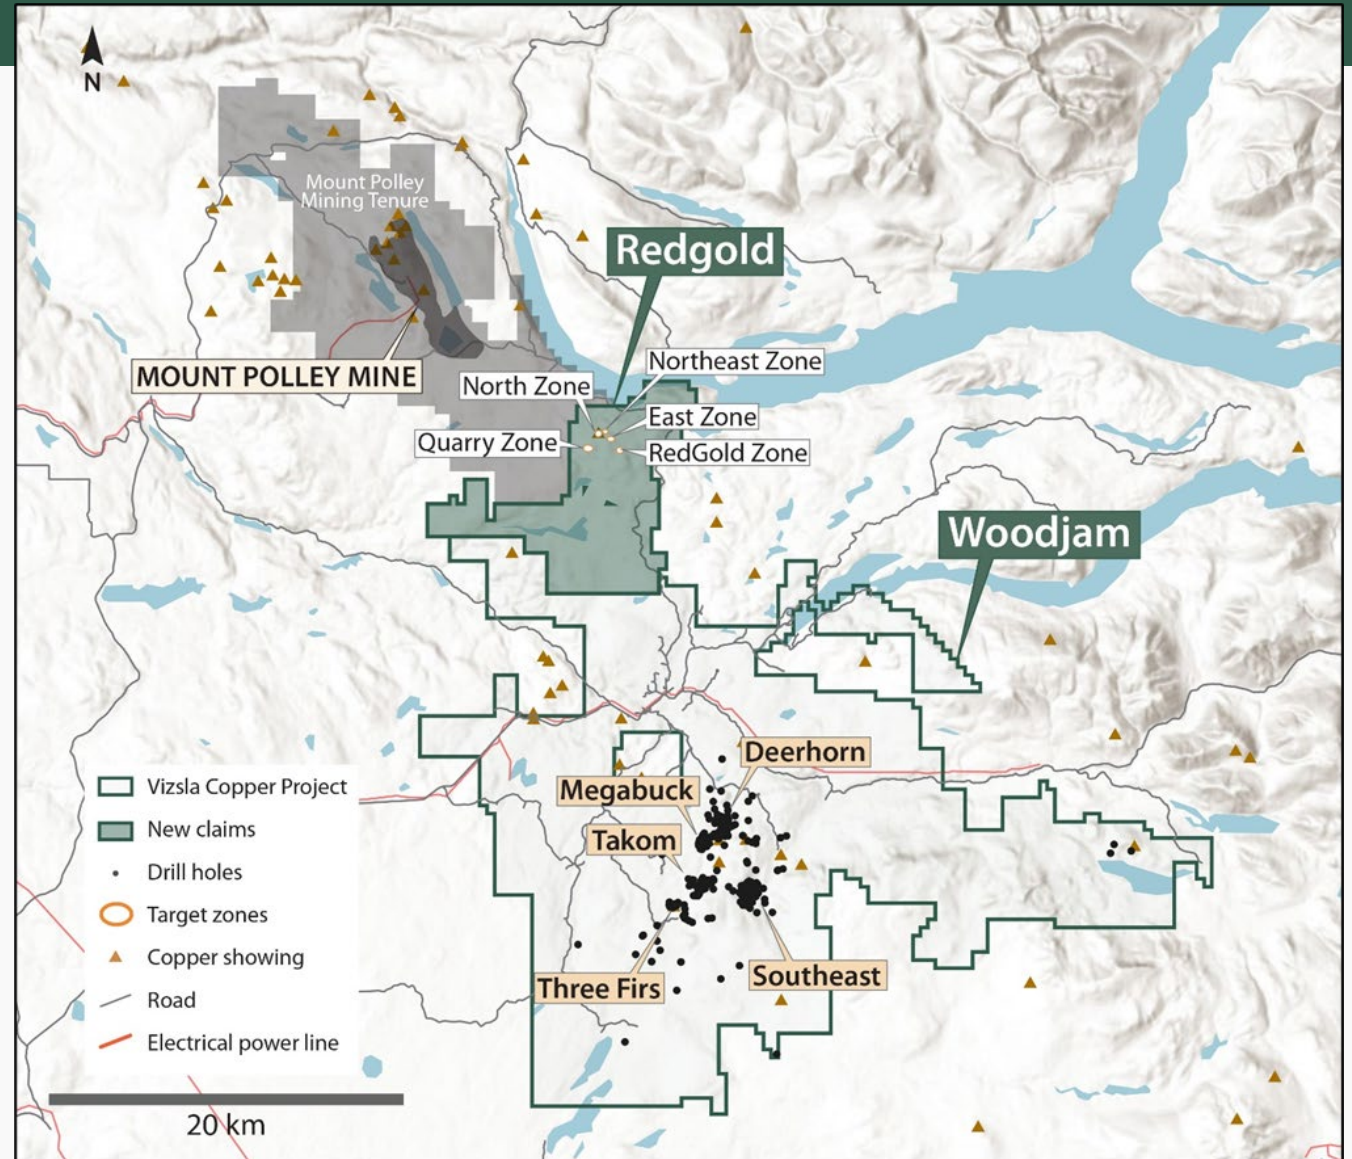 N
Mount Polley
Mining Tenure
Redgold
MOUNT POLLEY MINE
North Zone
Northeast Zone
East Zone
Quarry Zone
RedGold Zone
Woodjam
Deerhorn
Megabuck
Takom
Three Firs
Southeast
Vizsla Copper Project
New claims
Drill holes
Target zones
Copper showing
Road
Electrical power line
20 km